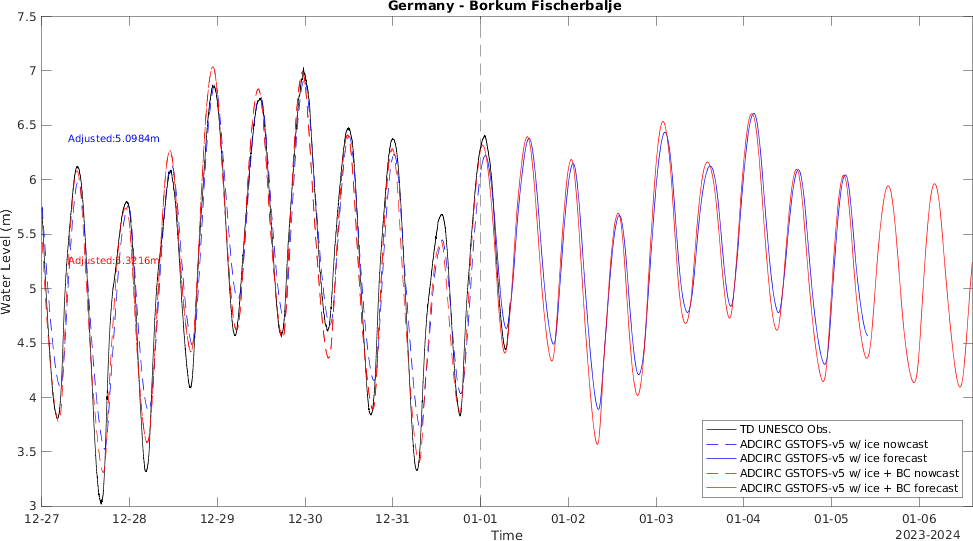 Germany - Borkum Fischerbalje
7.5
7
6.5
6
5.5
5
4.5
4
3.5
3
Water Level (m)
Adjusted:5.0984m
Adjusted:3.3216m
TD UNESCO Obs.
ADCIRC GSTOFS-v5 w/ ice nowcast
ADCIRC GSTOFS-v5 w/ ice forecast
ADCIRC GSTOFS-v5 w/ ice + BC nowcast
ADCIRC GSTOFS-v5 w/ ice + BC forecast
12-27 12-28 12-29 12-30 12-31 01-01 01-02 01-03 01-04 01-05 01-06
Time
2023-2024